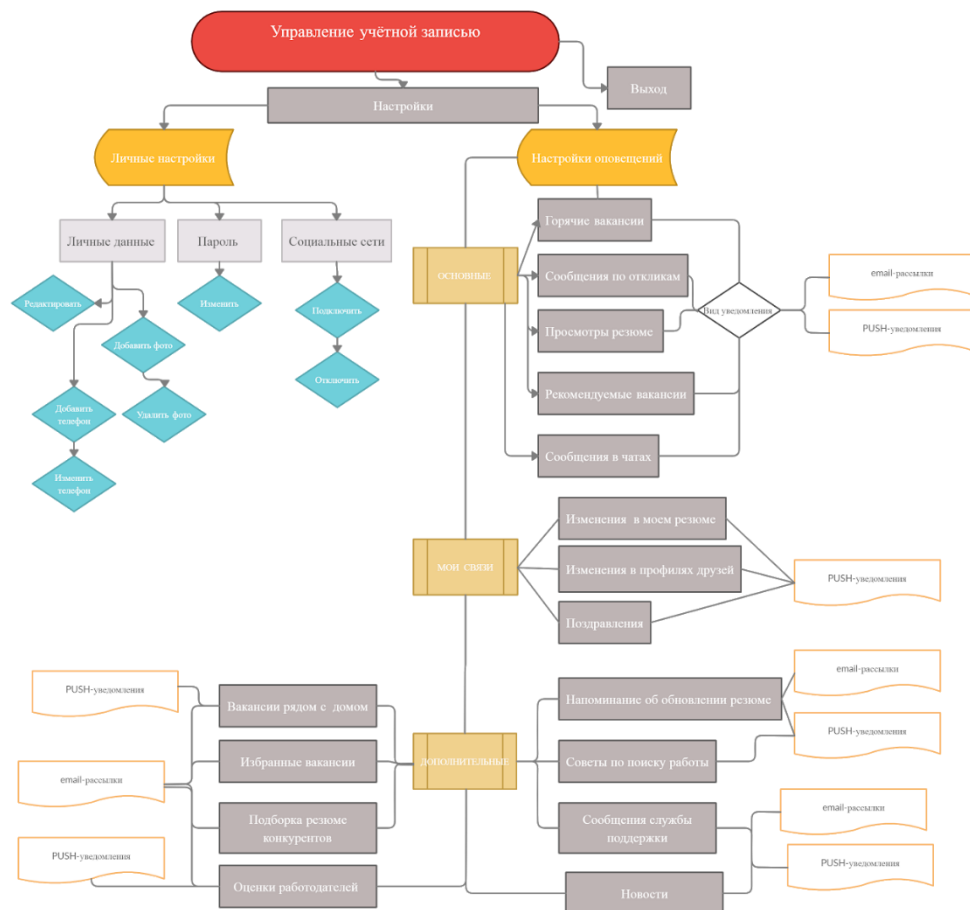 Управление учётной записью
Выход
Настройки
Личные настройки
Настройки оповещений
Личные данные
Пароль
Социальные сети
Редактировать
Изменить
Подключить
Добавить фото
Отключить
Добавить
телефон
Удалить фото
Изменить
телефон
ОСНОВНЫЕ
Горячие вакансии
Сообщения по откликам
Просмотры резюме
Рекомендуемые вакансии
Сообщения в чатах
Вид уведомления
email-рассылки
PUSH-уведомления
МОИ СВЯЗИ
Изменения в моем резюме
Изменения в профилях друзей
Поздравления
PUSH-уведомления
PUSH-уведомления
email-рассылки
PUSH-уведомления
Вакансии рядом с домом
Избранные вакансии
Подборка резюме
конкурентов
Оценки работодателей
ДОПОЛНИТЕЛЬНЫЕ
Напоминание об обновлении резюме
Советы по поиску работы
Сообщения службы
поддержки
Новости
email-рассылки
PUSH-уведомления
email-рассылки
PUSH-уведомления